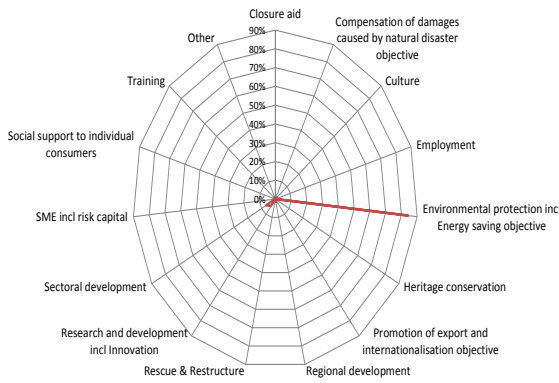 Closure aid
Compensation of damages
caused by natural disaster
objective
Culture
Employment
Environmental protection inc
Energy saving objective
Heritage conservation
Promotion of export and
internationalisation objective
Regional development
Rescue & Restructure
Research and development
incl Innovation
Sectoral development
SME incl risk capital
Social support to individual
consumers
Training
Other
90%
80%
70%
60%
50%
40%
30%
20%
10%
0%